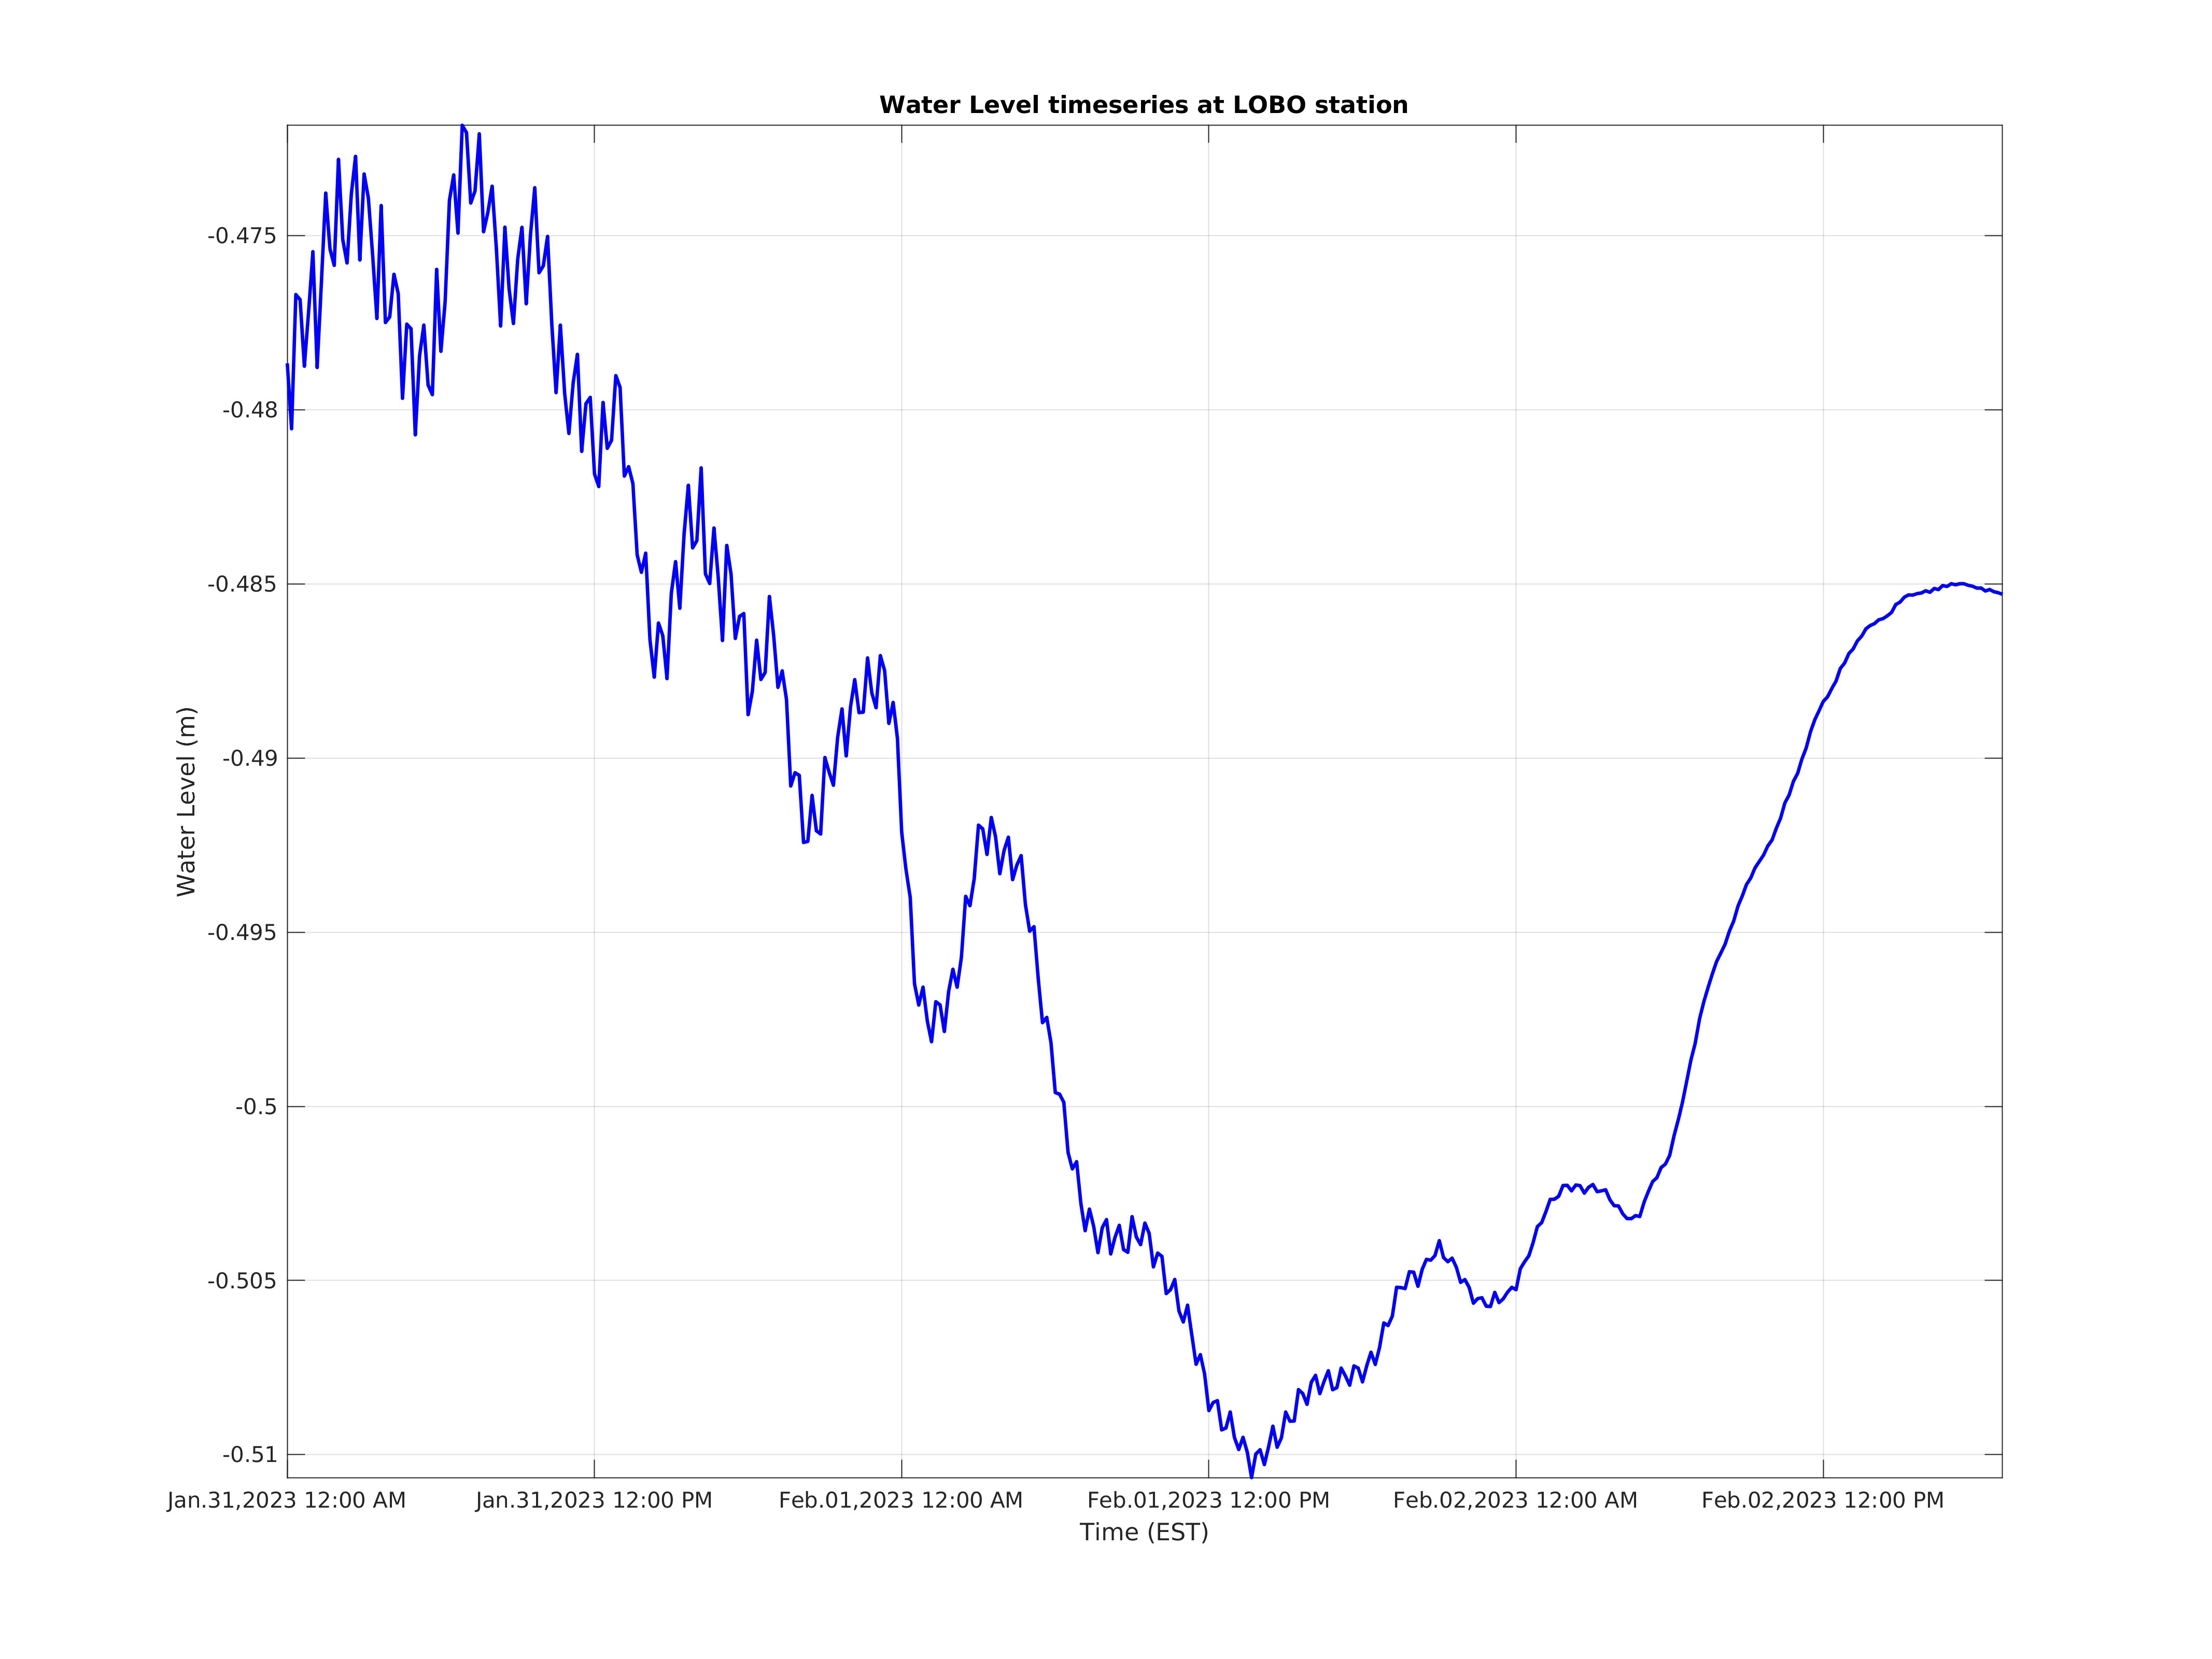 Water Level timeseries at LOBO station
-0.475
-0.48
-0.485
-0.49
-0.495
-0.5
-0.505
-0.51
Water Level (m)
Jan.31,2023 12:00 AM Jan.31,2023 12:00 PM Feb.01,2023 12:00 AM Feb.01,2023 12:00 PM Feb.02,2023 12:00 AM Feb.02,2023 12:00 PM
Time (EST)